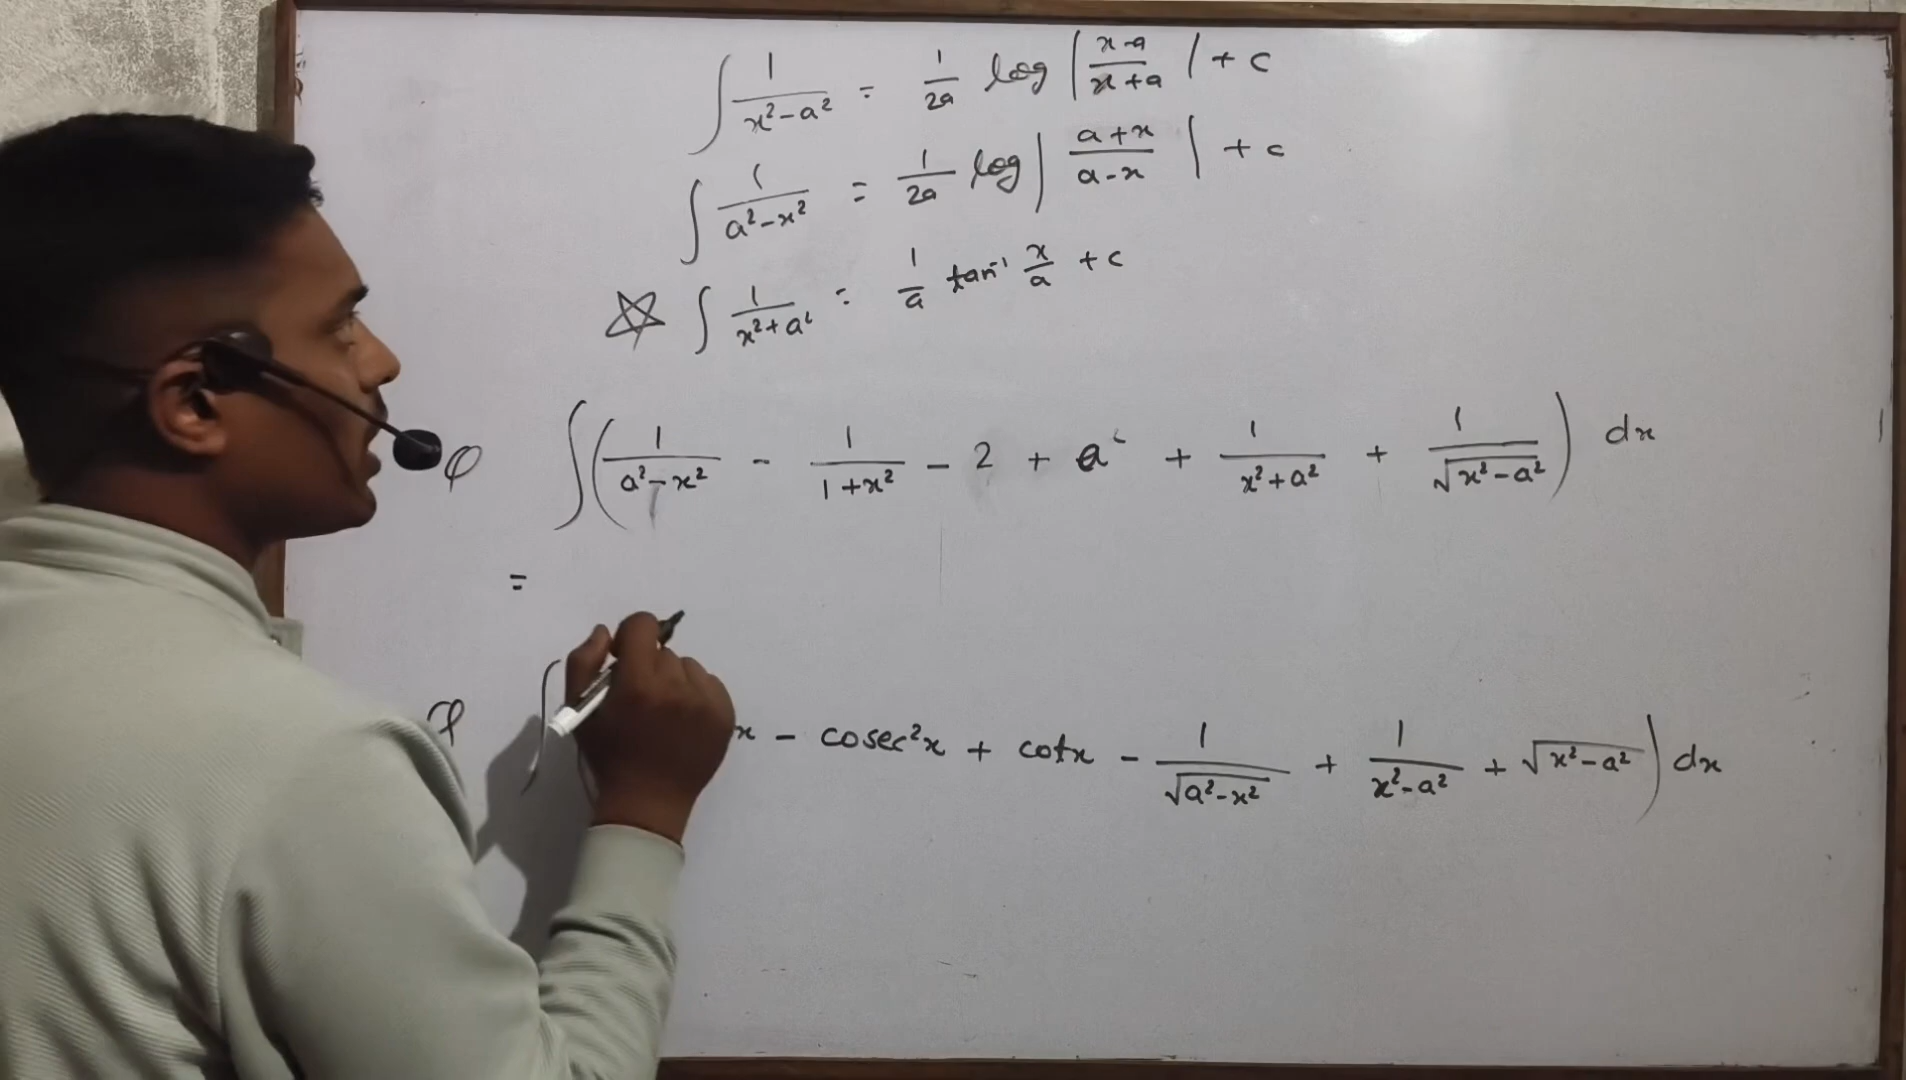 ∫ 1/(x² - a²) = 1/2a log |(x-a)/(x+a)| + c
∫ 1/(a² - x²) = 1/2a log |(a+x)/(a-x)| + c
☆ ∫ 1/(x² + a²) = 1/a tan⁻¹ x/a + c
φ ∫ ( 1/(a² - x²) - 1/(1 + x²) - 2 + a^ + 1/(x² + a²) + 1/√(x² - a²) ) dx
=
φ ∫ x - cosec²x + cotx - 1/√(a² - x²) + 1/(x² - a²) + √(x² - a²) ) dx